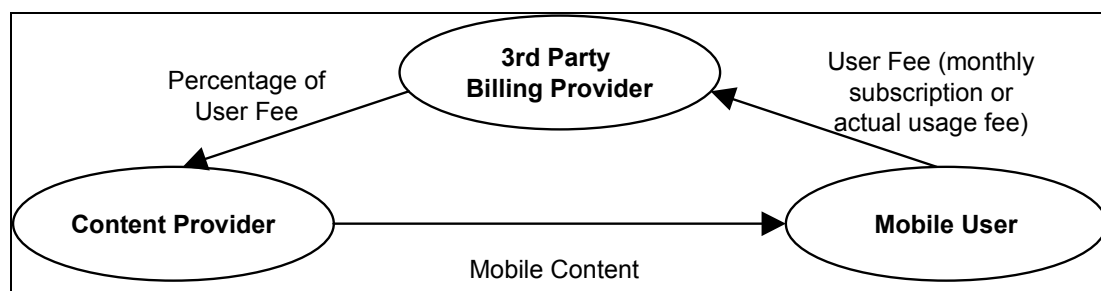 3rd Party
Billing Provider
Percentage of
User Fee
User Fee (monthly
subscription or
actual usage fee)
Content Provider
Mobile User
Mobile Content